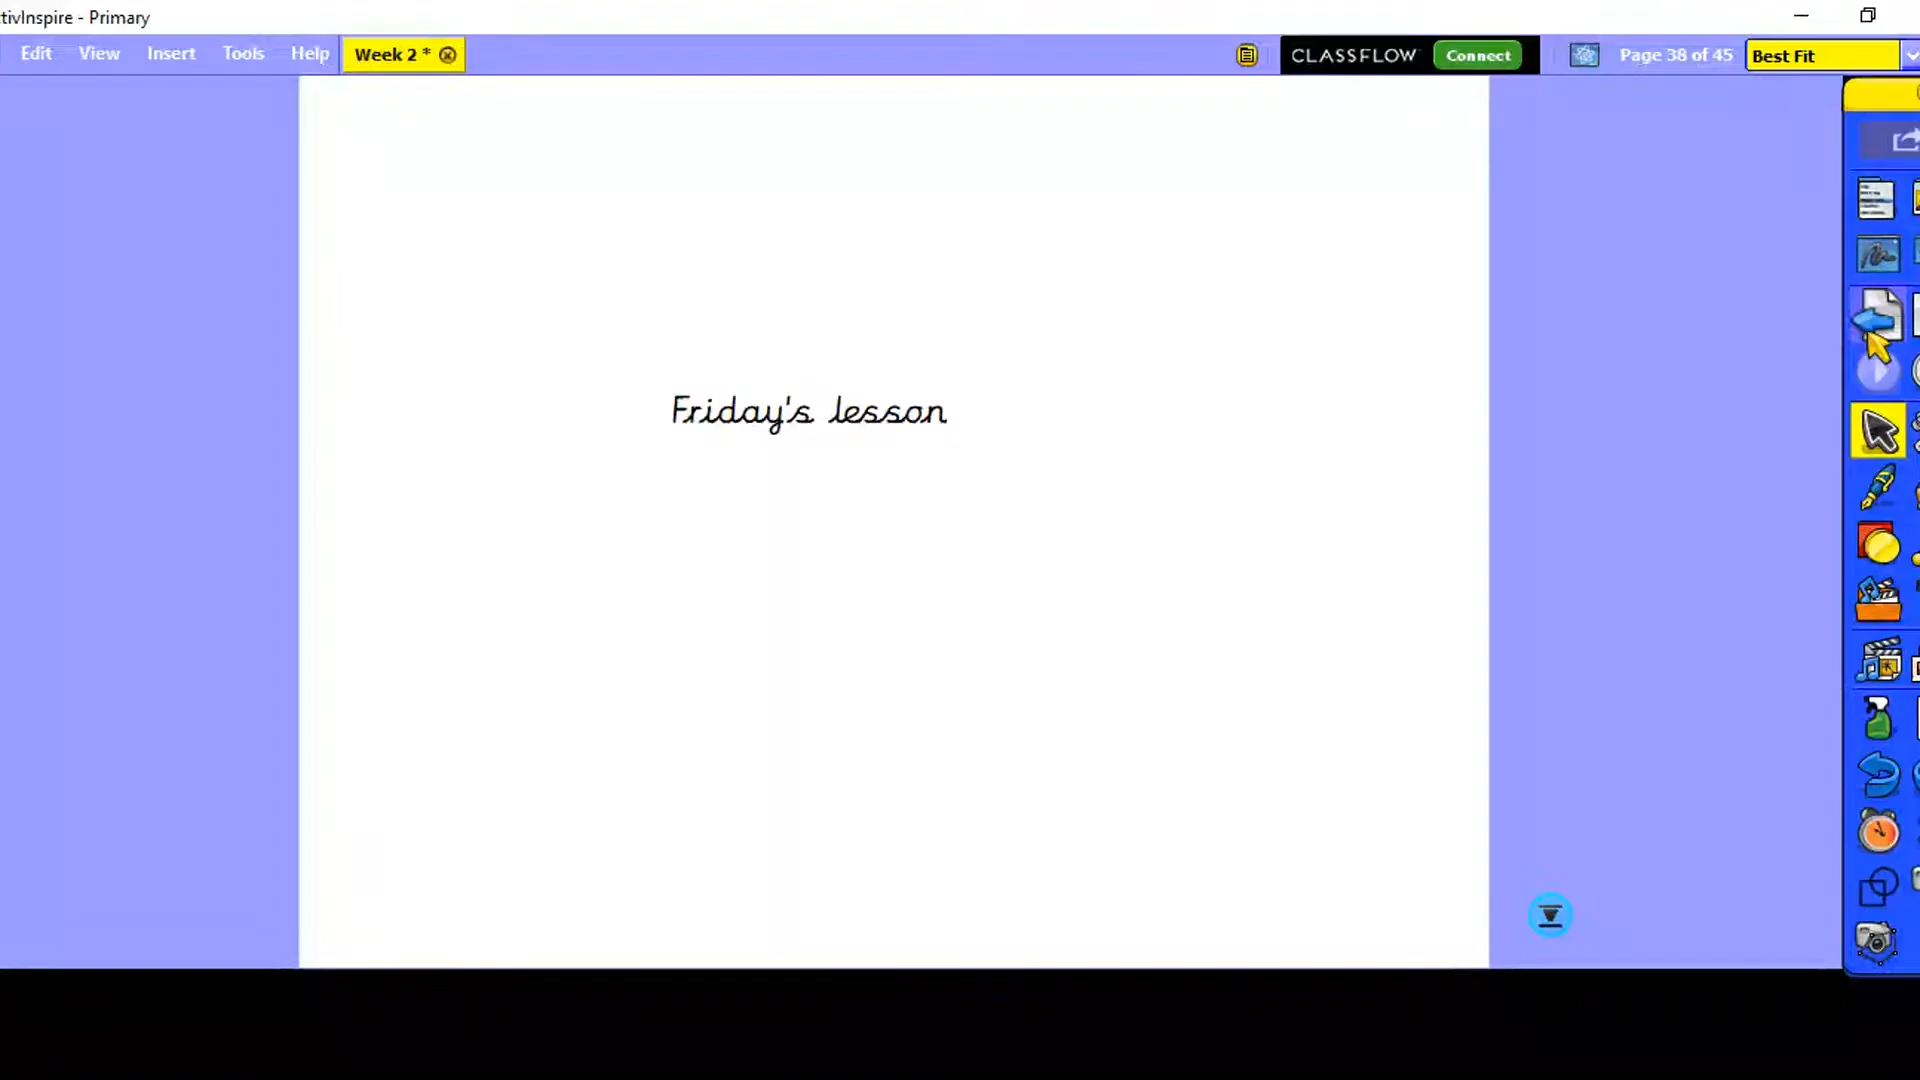 tivInspire - Primary
Edit View Insert Tools Help Week 2 * CLASSFLOW Connect Page 38 of 45 Best Fit
Friday's lesson